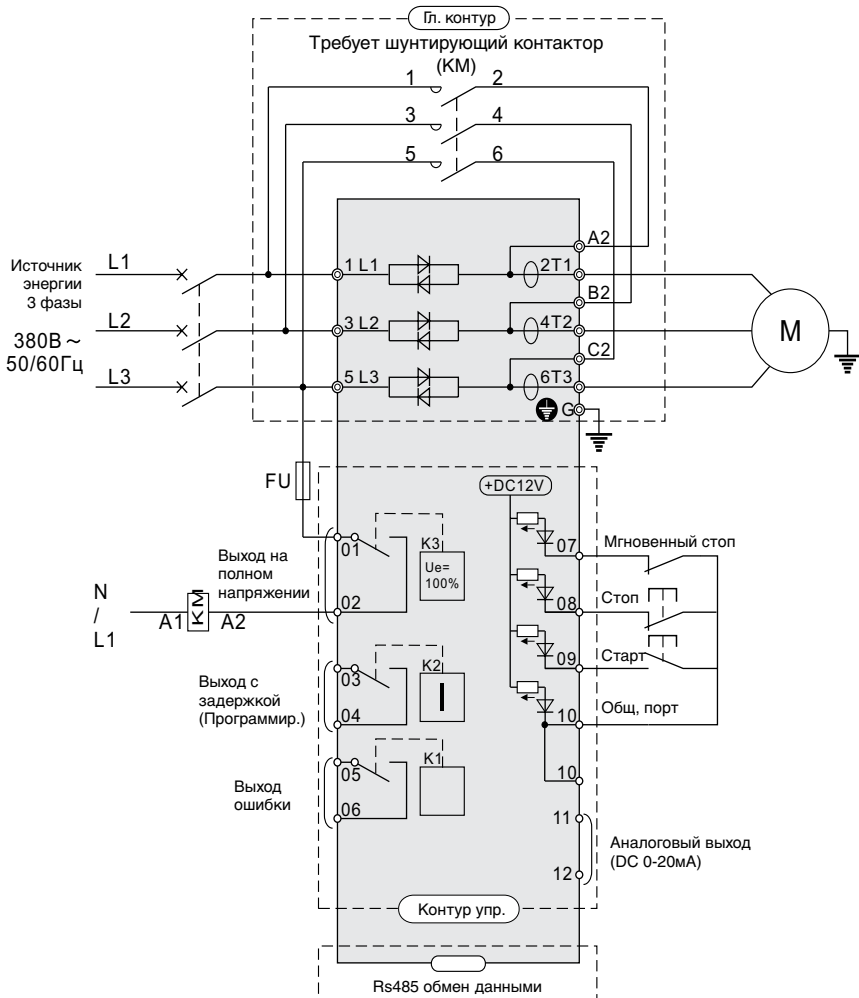 Гл. контур
Требует шунтирующий контактор
(КМ)
1 2
3 4
5 6
A2
Источник
энергии
3 фазы
L1
1 L1
2T1
B2
L2
3 L2
4T2
M
380В ~
50/60Гц
C2
L3
5 L3
6T3
G
FU
+DC12V
01
K3
Ue=
100%
07
Мгновенный стоп
Выход на
полном
напряжении
02
08
Стоп
N
/
L1
A1
KM
A2
09
Старт
03
K2
Выход с
задержкой
(Программир.)
04
I
10
Общ, порт
05
K1
10
Выход
ошибки
06
11
Аналоговый выход
(DC 0-20мА)
12
Контур упр.
Rs485 обмен данными